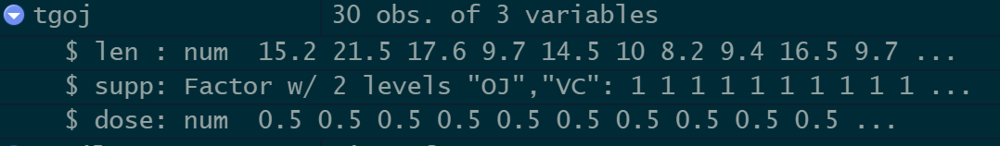 tgoj 30 obs. of 3 variables
$ len : num 15.2 21.5 17.6 9.7 14.5 10 8.2 9.4 16.5 9.7 ...
$ supp: Factor w/ 2 levels "OJ","VC": 1 1 1 1 1 1 1 1 1 1 ...
$ dose: num 0.5 0.5 0.5 0.5 0.5 0.5 0.5 0.5 0.5 0.5 ...